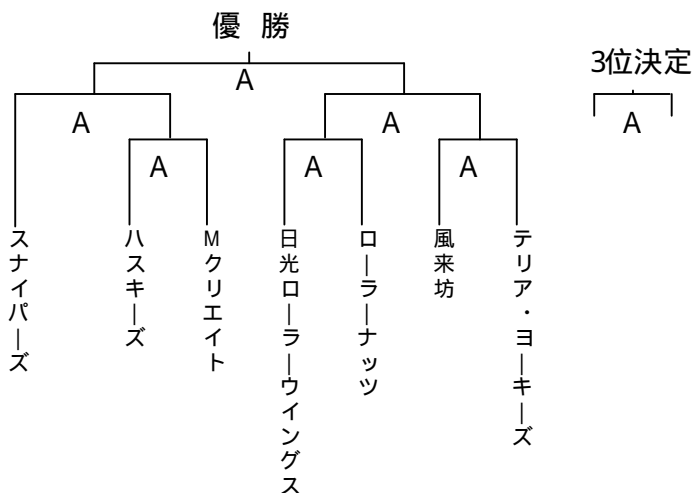 優 勝
3位決定
A
A
A
A
A
A
A
スナイパーズ
ハスキーズ
Mクリエイト
日光ローラーウイングス
ローラーナッツ
風来坊
テリア・ヨーキーズ